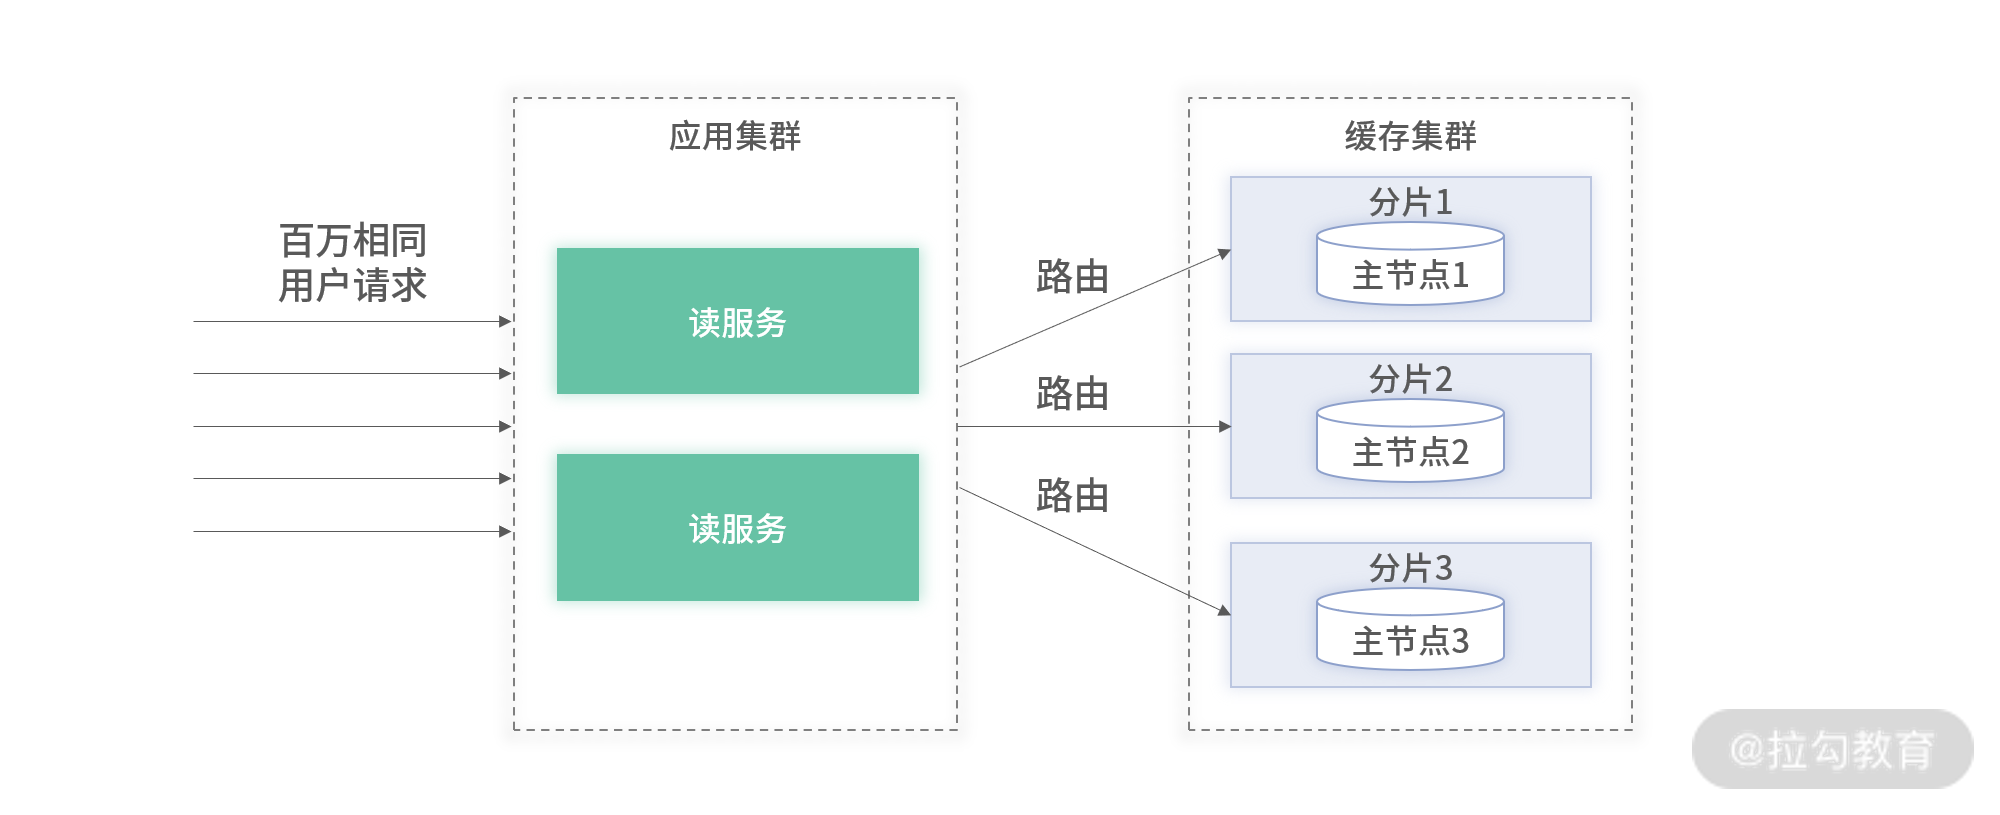 百万相同
用户请求
应用集群
读服务
读服务
路由
路由
路由
缓存集群
分片1
主节点1
分片2
主节点2
分片3
主节点3
@拉勾教育